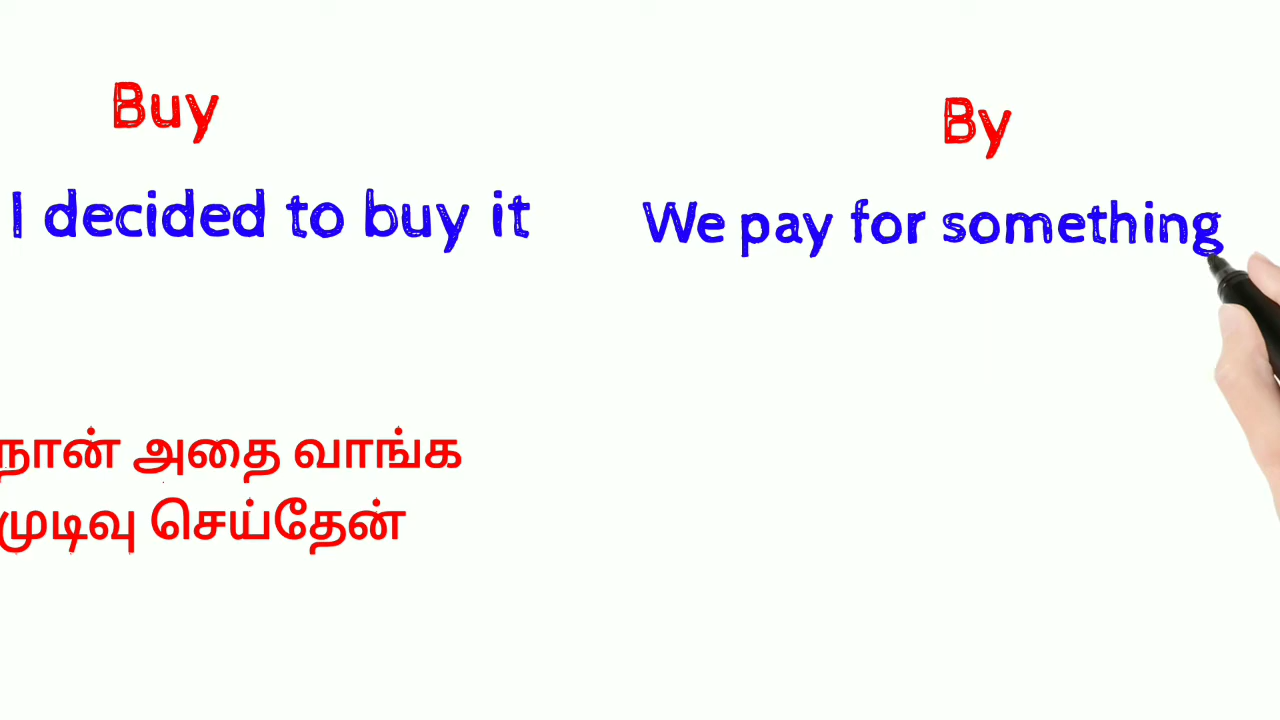 Buy
I decided to buy it
நான் அதை வாங்க
முடிவு செய்தேன்
By
We pay for something